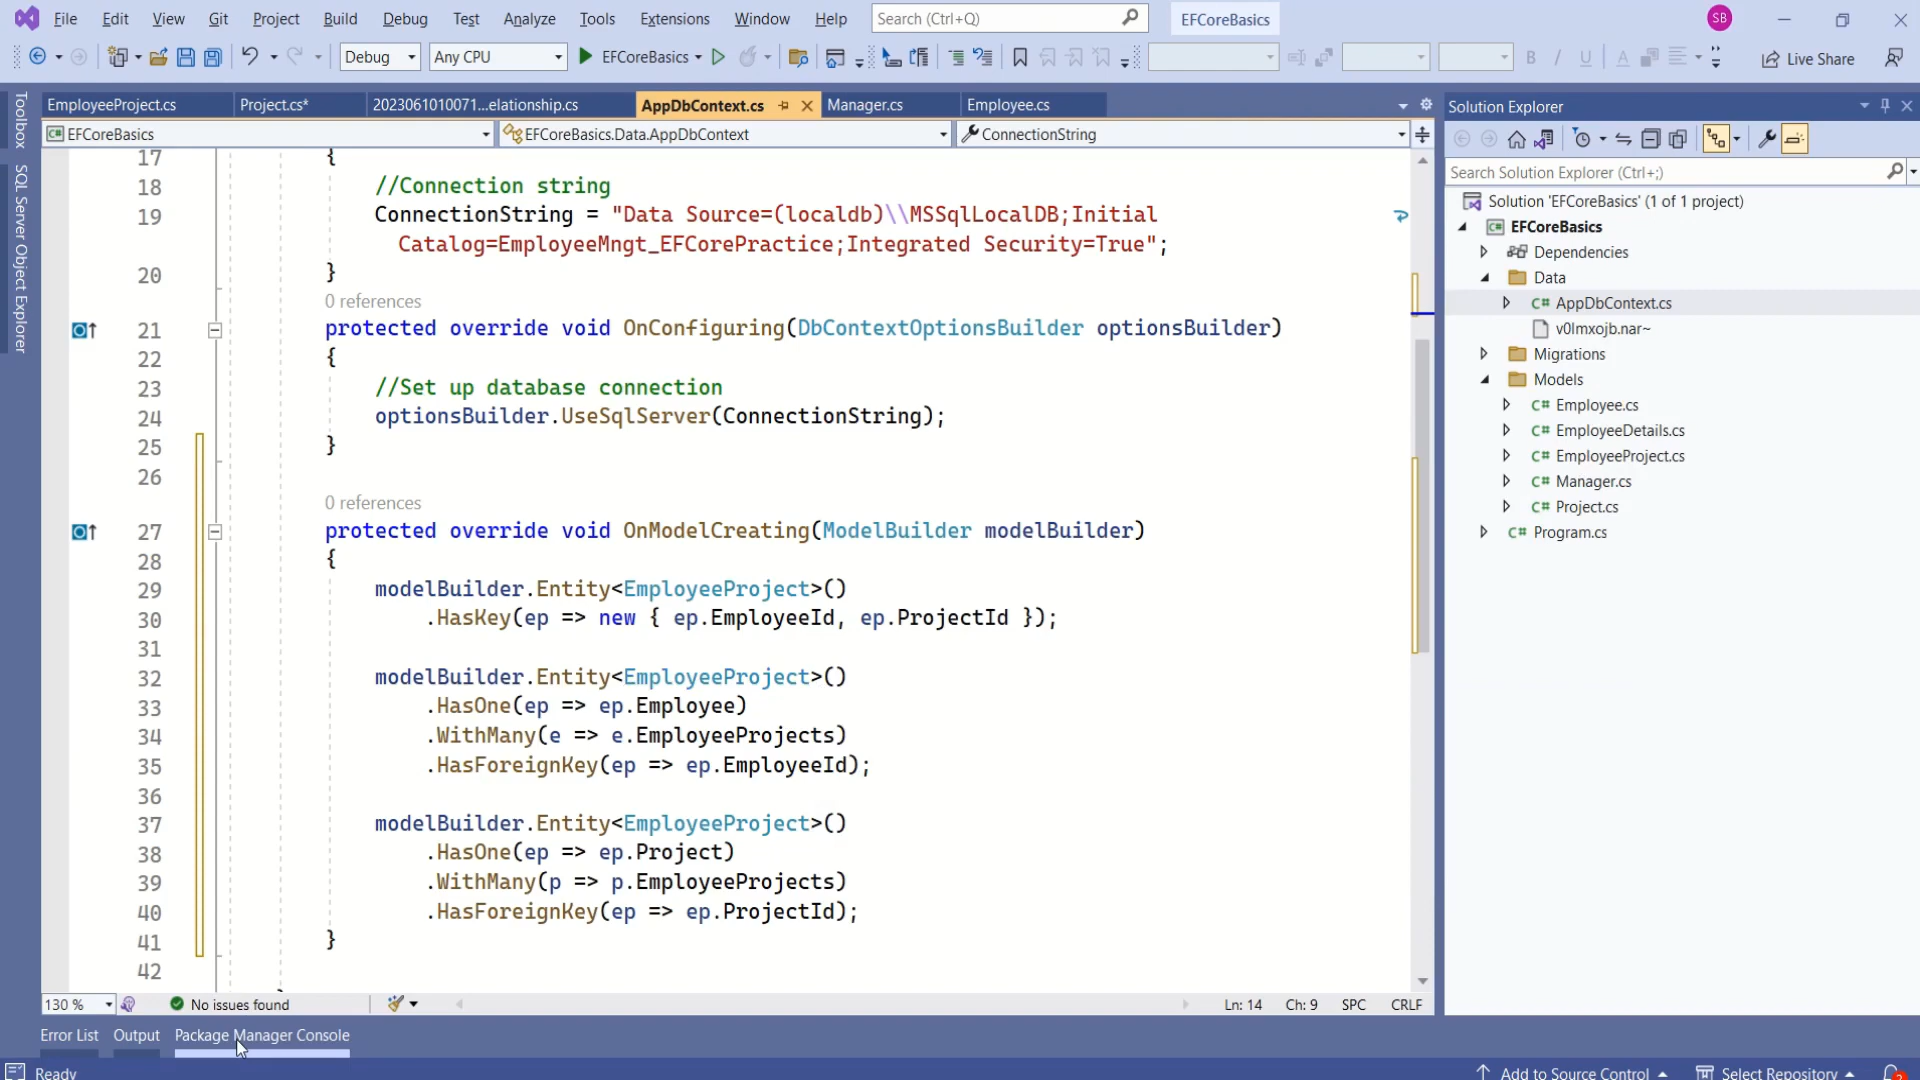 File Edit View Git Project Build Debug Test Analyze Tools Extensions Window Help Search (Ctrl+Q) EFCoreBasics SB
Debug Any CPU EFCoreBasics Live Share
EmployeeProject.cs Project.cs* 2023061010071...elationship.cs AppDbContext.cs Manager.cs Employee.cs
EFCoreBasics EFCoreBasics.Data.AppDbContext ConnectionString
Toolbox
SQL Server Object Explorer
17 {
18 //Connection string
19 ConnectionString = "Data Source=(localdb)\\MSSqlLocalDB;Initial
Catalog=EmployeeMngt_EFCorePractice;Integrated Security=True";
20 }
0 references
21 protected override void OnConfiguring(DbContextOptionsBuilder optionsBuilder)
22 {
23 //Set up database connection
24 optionsBuilder.UseSqlServer(ConnectionString);
25 }
26
0 references
27 protected override void OnModelCreating(ModelBuilder modelBuilder)
28 {
29 modelBuilder.Entity<EmployeeProject>()
30 .HasKey(ep => new { ep.EmployeeId, ep.ProjectId });
31
32 modelBuilder.Entity<EmployeeProject>()
33 .HasOne(ep => ep.Employee)
34 .WithMany(e => e.EmployeeProjects)
35 .HasForeignKey(ep => ep.EmployeeId);
36
37 modelBuilder.Entity<EmployeeProject>()
38 .HasOne(ep => ep.Project)
39 .WithMany(p => p.EmployeeProjects)
40 .HasForeignKey(ep => ep.ProjectId);
41 }
42
130 % No issues found Ln: 14 Ch: 9 SPC CRLF
Error List Output Package Manager Console
Ready Add to Source Control Select Repository 2
Solution Explorer
Search Solution Explorer (Ctrl+;)
Solution 'EFCoreBasics' (1 of 1 project)
EFCoreBasics
Dependencies
Data
C# AppDbContext.cs
v0lmxojb.nar~
Migrations
Models
C# Employee.cs
C# EmployeeDetails.cs
C# EmployeeProject.cs
C# Manager.cs
C# Project.cs
C# Program.cs